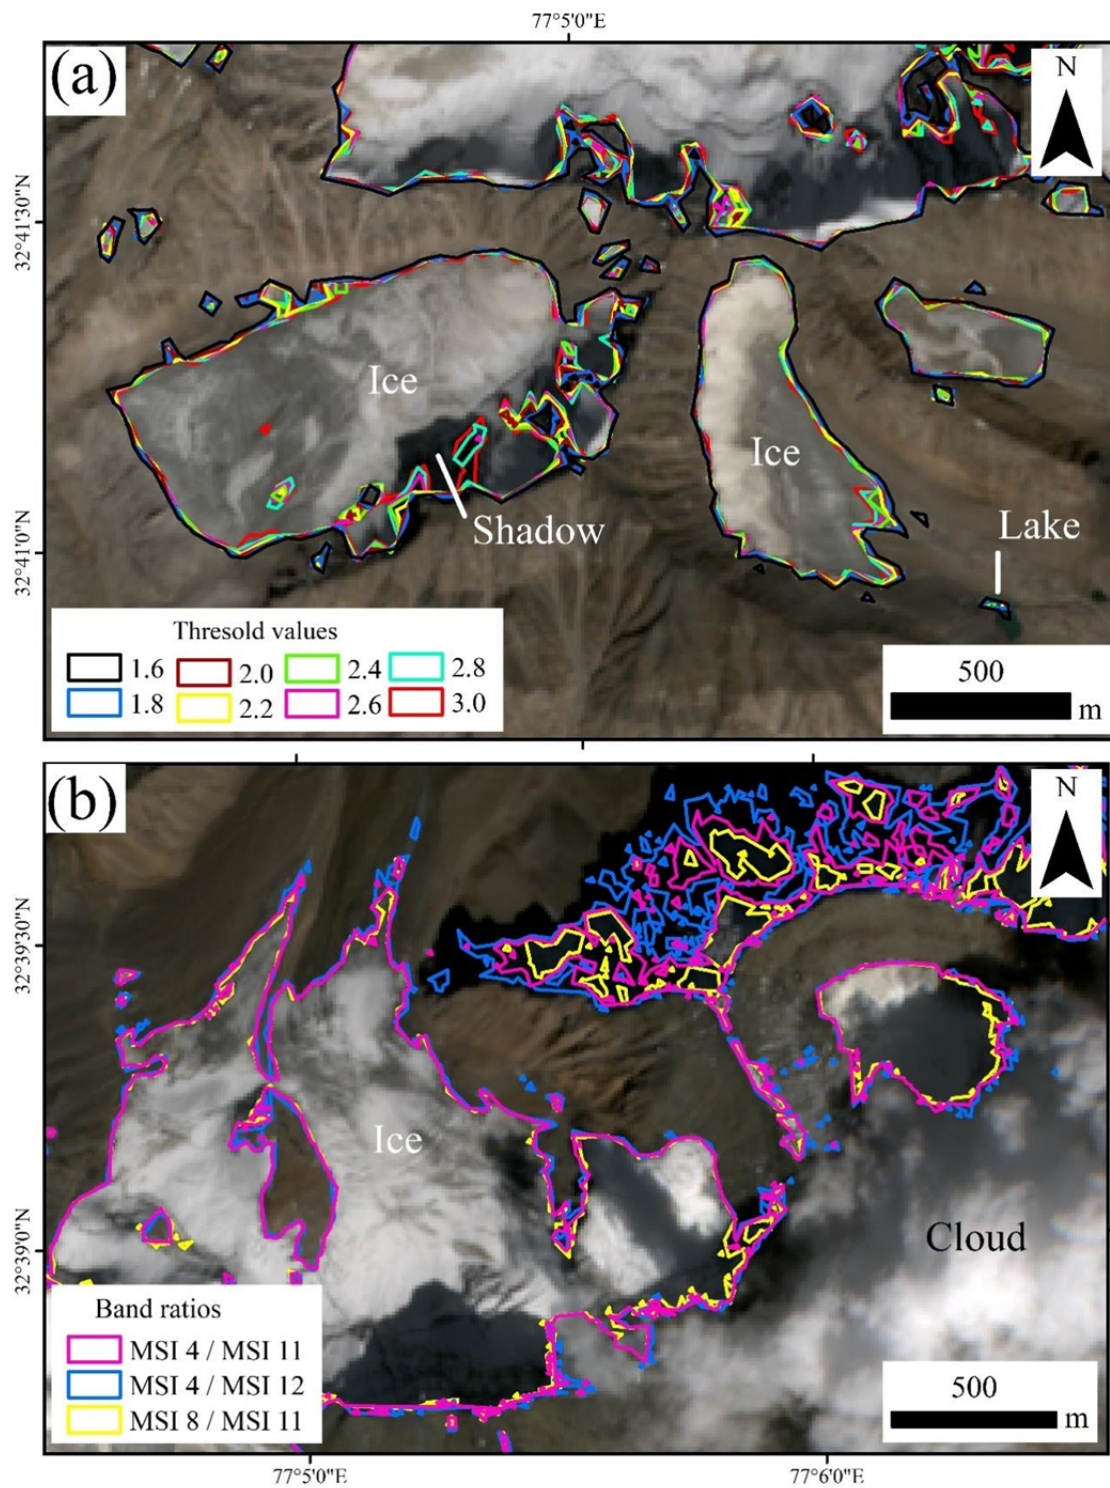 77°5'0"E
(a)
N
32°41'30"N
Ice
Ice
Shadow
Lake
32°41'0"N
Thresold values
1.6 2.0 2.4 2.8
1.8 2.2 2.6 3.0
500
m
(b)
N
32°39'30"N
Ice
Cloud
32°39'0"N
Band ratios
MSI 4 / MSI 11
MSI 4 / MSI 12
MSI 8 / MSI 11
500
m
77°5'0"E 77°6'0"E